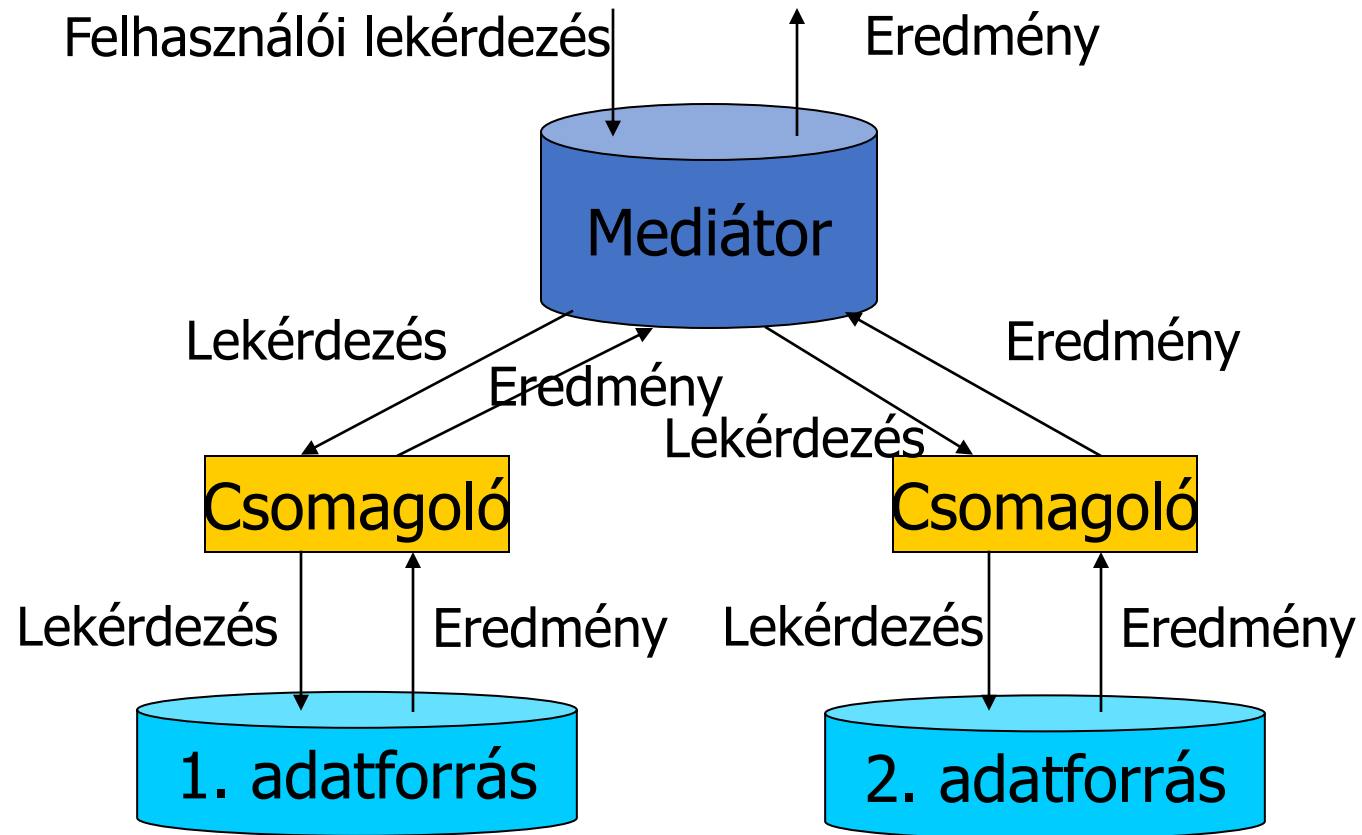 Felhasználói lekérdezés
Eredmény
Mediátor
Lekérdezés
Eredmény
Eredmény
Lekérdezés
Csomagoló
Csomagoló
Lekérdezés
Eredmény
Lekérdezés
Eredmény
1. adatforrás
2. adatforrás